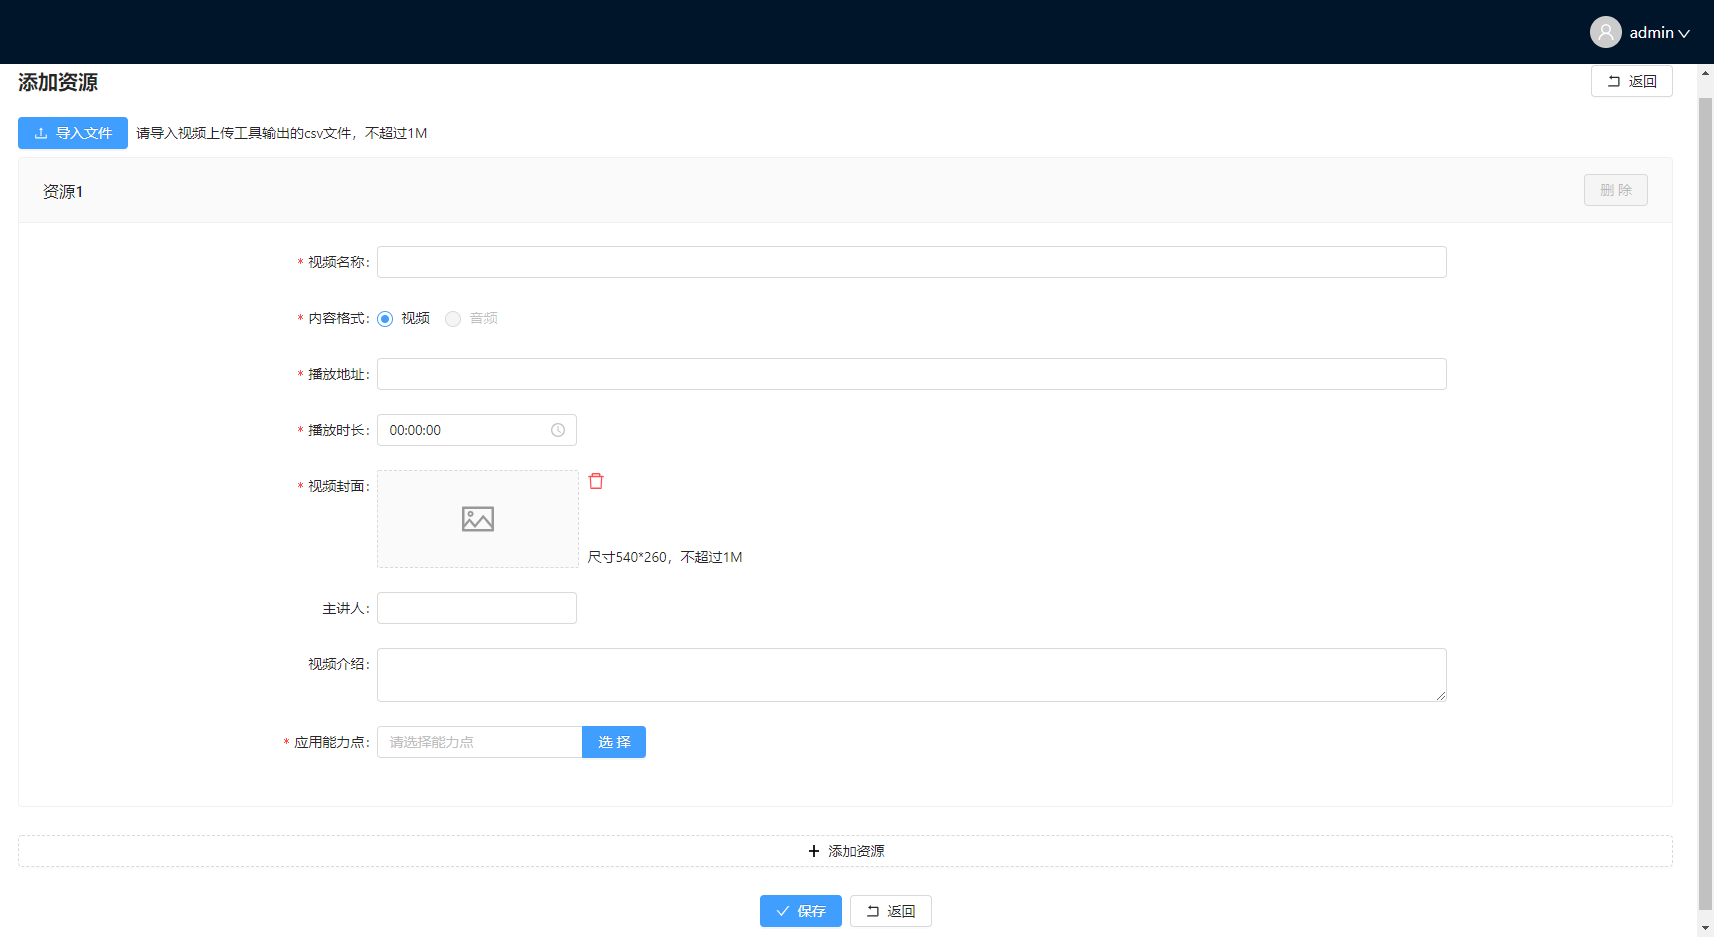 admin
添加资源
返回
导入文件 请导入视频上传工具输出的csv文件，不超过1M
资源1
删 除
* 视频名称:
* 内容格式: 视频 音频
* 播放地址:
* 播放时长: 00:00:00
* 视频封面:
尺寸540*260，不超过1M
主讲人:
视频介绍:
* 应用能力点: 请选择能力点 选 择
+ 添加资源
保存 返回